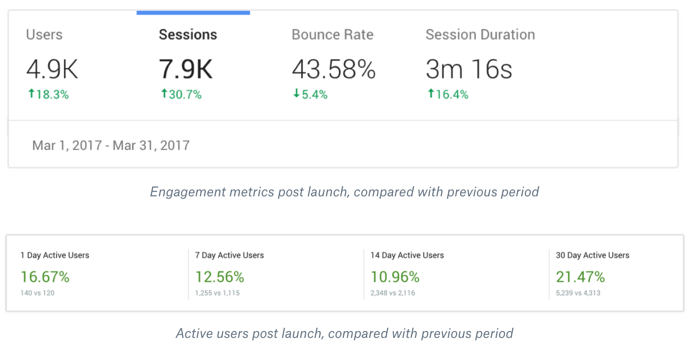 Users Sessions Bounce Rate Session Duration
4.9K 7.9K 43.58% 3m 16s
↑18.3% ↑30.7% ↓5.4% ↑16.4%
Mar 1, 2017 - Mar 31, 2017
Engagement metrics post launch, compared with previous period
1 Day Active Users 7 Day Active Users 14 Day Active Users 30 Day Active Users
16.67% 12.56% 10.96% 21.47%
140 vs 120 1,255 vs 1,115 2,348 vs 2,116 5,239 vs 4,313
Active users post launch, compared with previous period